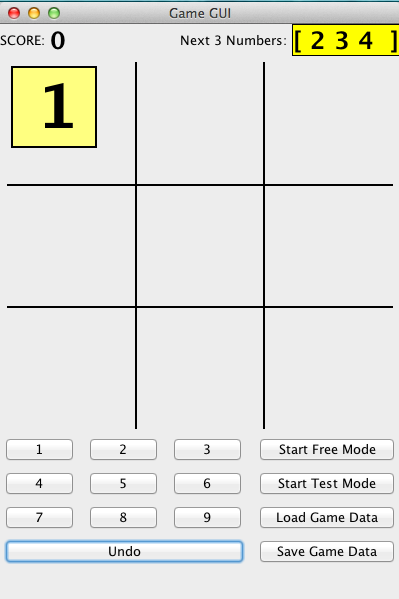 Game GUI
SCORE: 0 Next 3 Numbers: [ 2 3 4 ]
1
1 2 3 Start Free Mode
4 5 6 Start Test Mode
7 8 9 Load Game Data
Undo Save Game Data